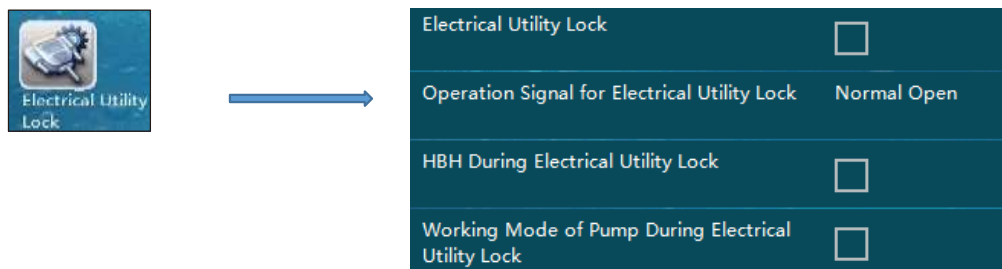 Electrical Utility
Lock
Electrical Utility Lock
Operation Signal for Electrical Utility Lock Normal Open
HBH During Electrical Utility Lock
Working Mode of Pump During Electrical
Utility Lock